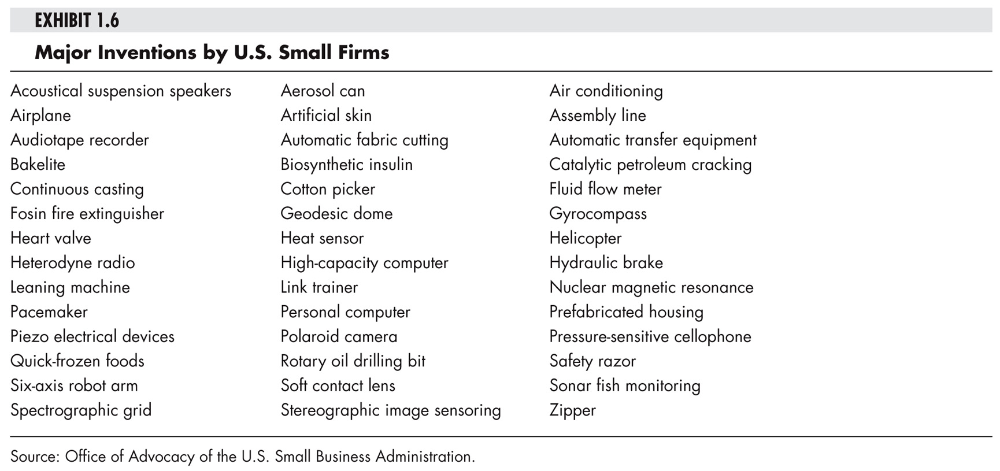 EXHIBIT 1.6
Major Inventions by U.S. Small Firms
Acoustical suspension speakers Aerosol can Air conditioning
Airplane Artificial skin Assembly line
Audiotape recorder Automatic fabric cutting Automatic transfer equipment
Bakelite Biosynthetic insulin Catalytic petroleum cracking
Continuous casting Cotton picker Fluid flow meter
Fosin fire extinguisher Geodesic dome Gyrocompass
Heart valve Heat sensor Helicopter
Heterodyne radio High-capacity computer Hydraulic brake
Leaning machine Link trainer Nuclear magnetic resonance
Pacemaker Personal computer Prefabricated housing
Piezo electrical devices Polaroid camera Pressure-sensitive cellophone
Quick-frozen foods Rotary oil drilling bit Safety razor
Six-axis robot arm Soft contact lens Sonar fish monitoring
Spectrographic grid Stereographic image sensoring Zipper
Source: Office of Advocacy of the U.S. Small Business Administration.